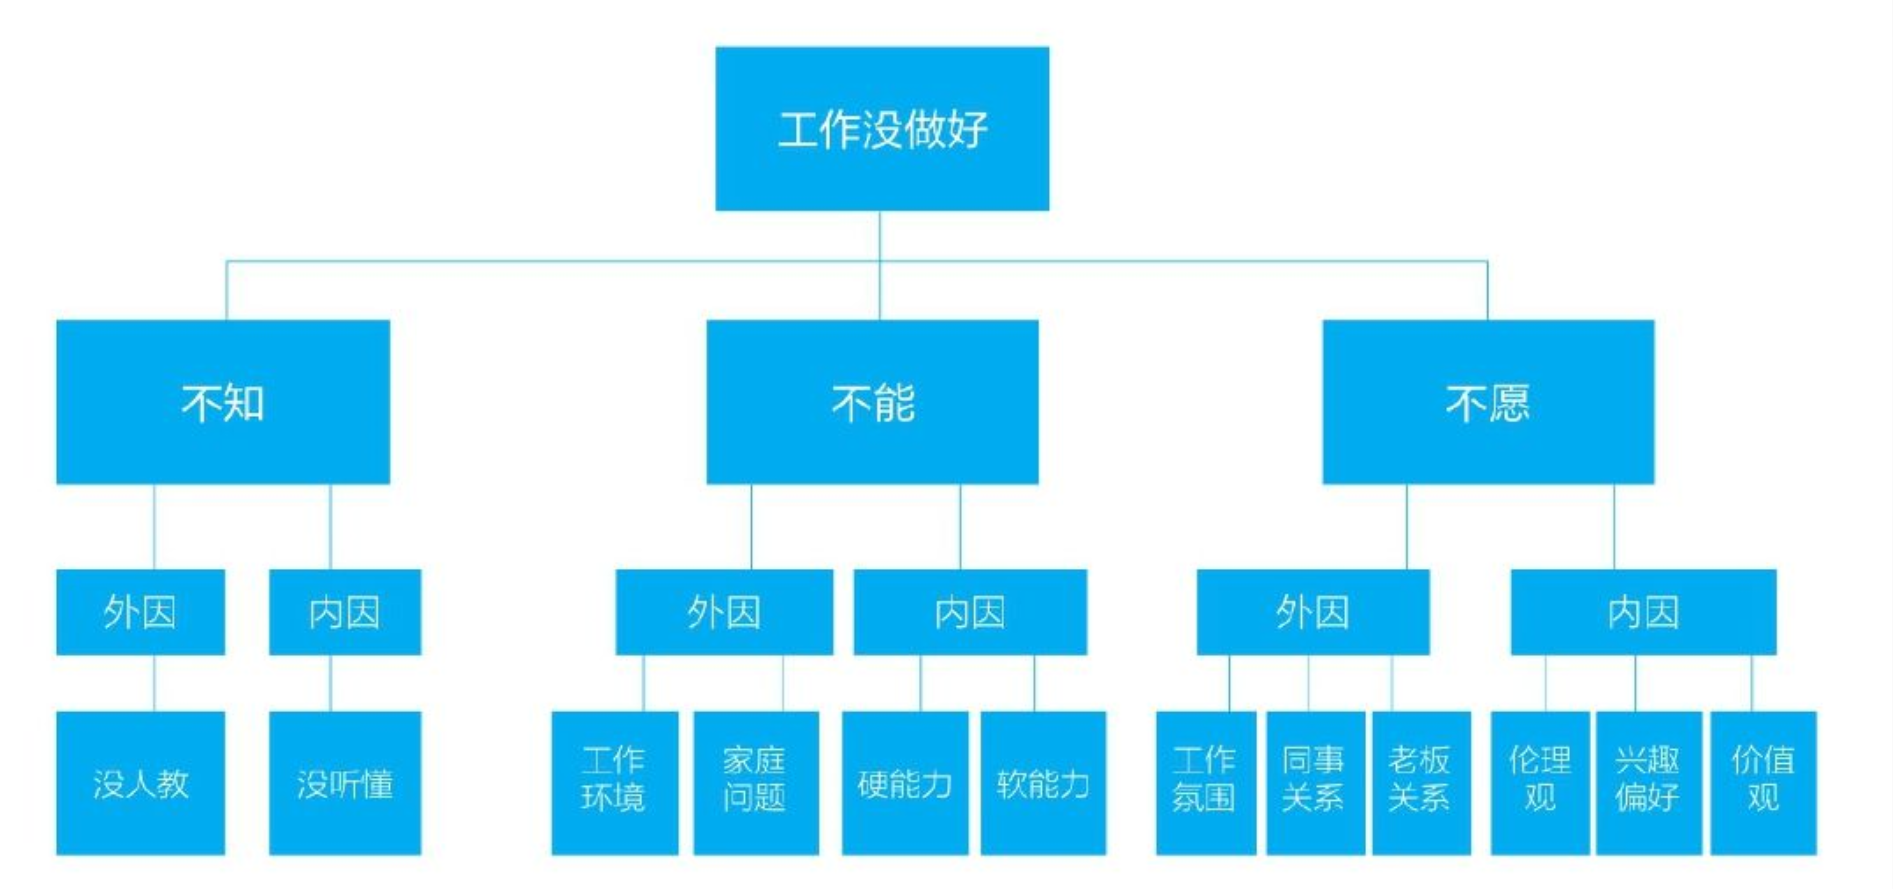 工作没做好
不知
不能
不愿
外因
内因
外因
内因
外因
内因
没人教
没听懂
工作
环境
家庭
问题
硬能力
软能力
工作
氛围
同事
关系
老板
关系
伦理
观
兴趣
偏好
价值
观